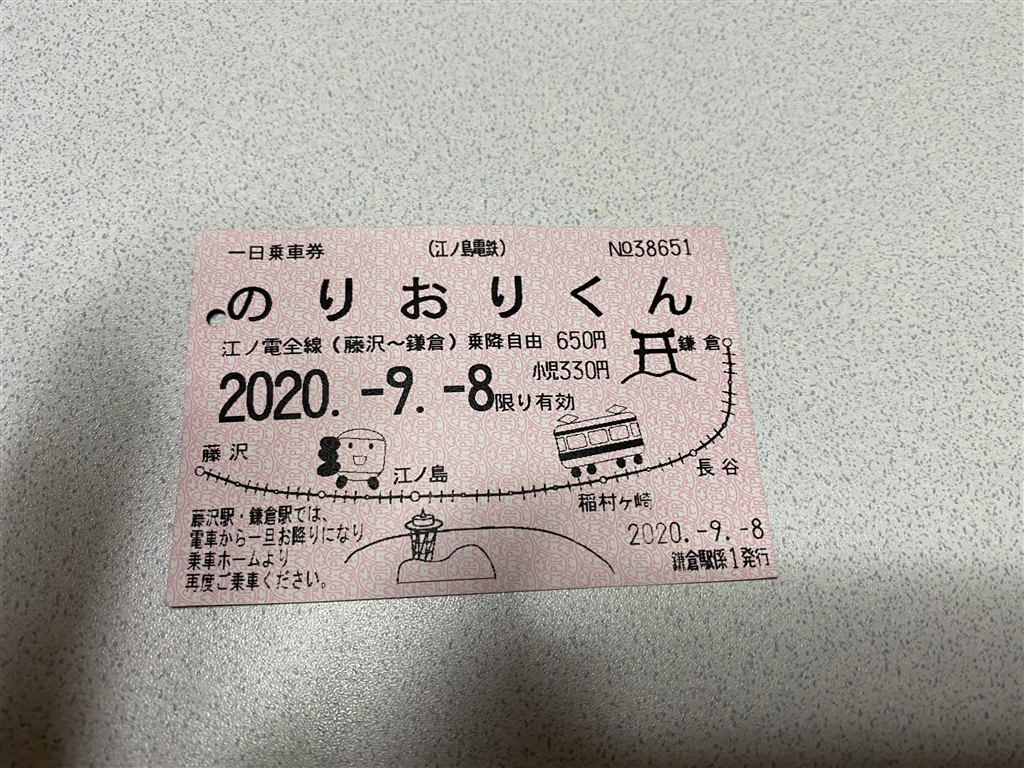 一日乗車券 (江ノ島電鉄) №38651
のりおりくん
江ノ電全線(藤沢~鎌倉)乗降自由 650円
小児330円
2020.-9.-8限り有効
鎌倉
藤沢
江ノ島
長谷
稲村ヶ崎
藤沢駅・鎌倉駅では、
電車から一旦お降りになり
乗車ホームより
再度ご乗車ください。
2020.-9.-8
鎌倉駅係1発行